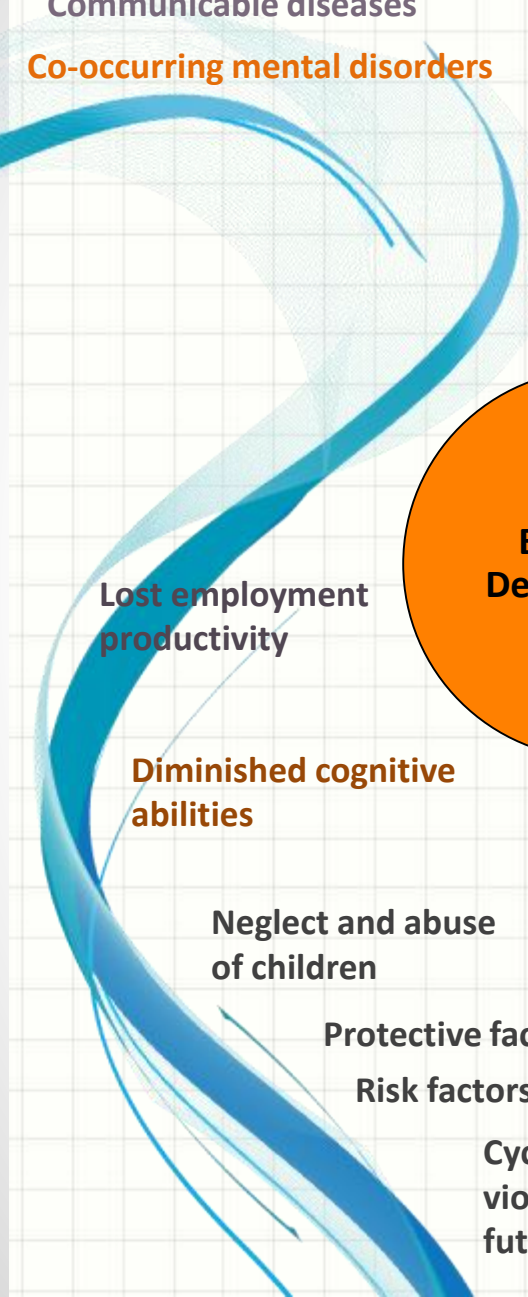 Communicable diseases
Co-occurring mental disorders
Lost employment
productivity
Diminished cognitive
abilities
Neglect and abuse
of children
Protective
Risk factors